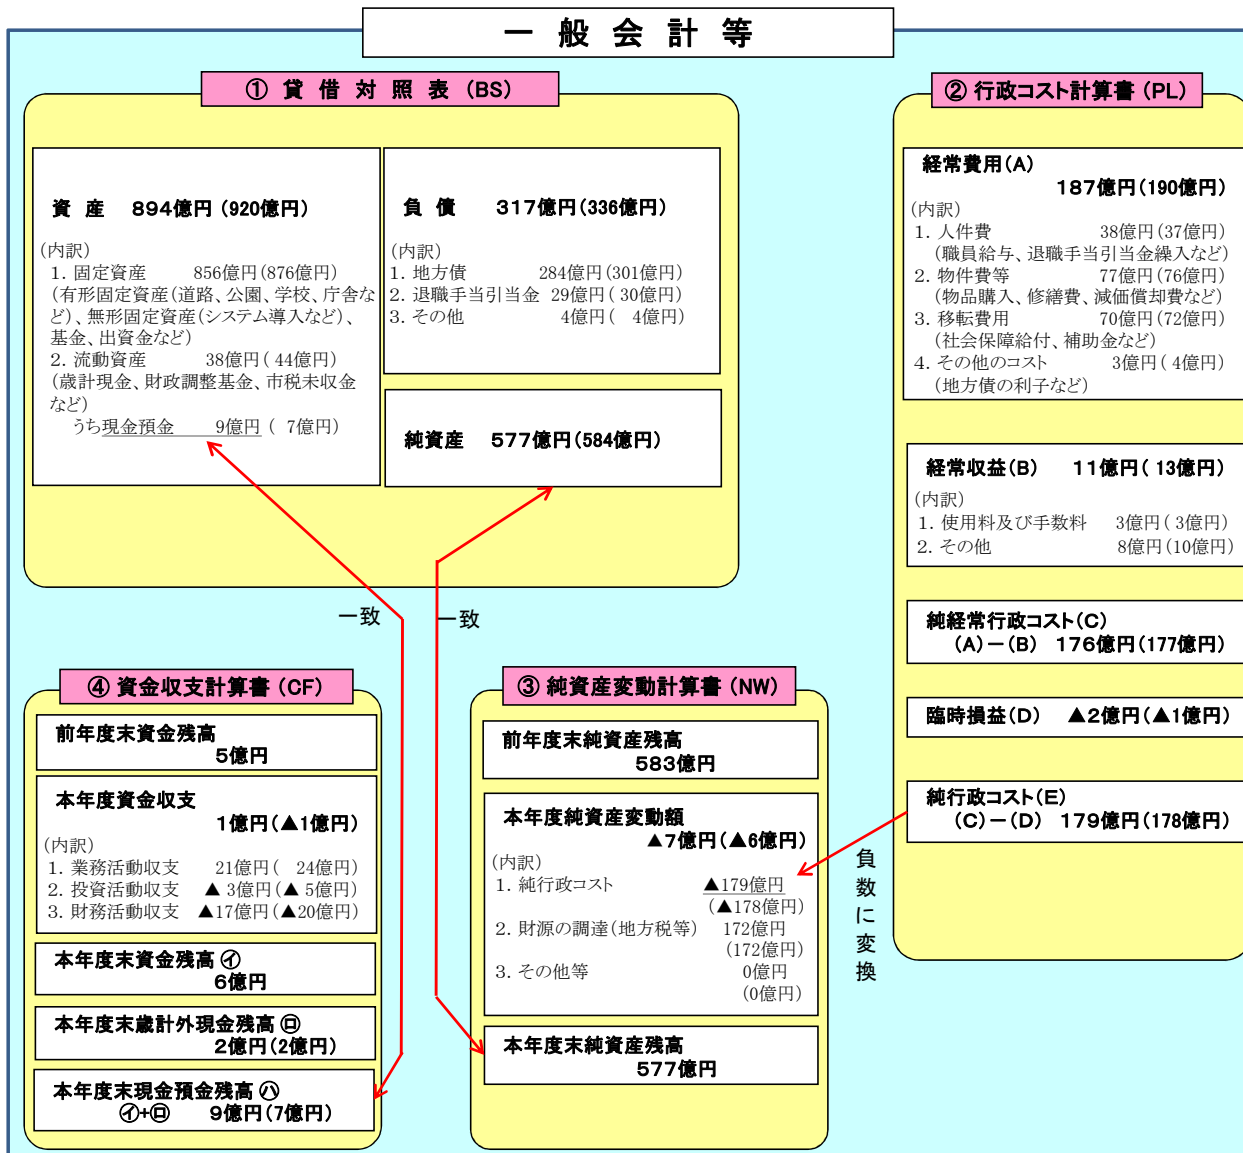 一般会計等
① 貸借対照表 (BS)
資産 894億円 (920億円)
(内訳)
1. 固定資産 856億円(876億円)
(有形固定資産(道路、公園、学校、庁舎な
ど)、無形固定資産(システム導入など)、
基金、出資金など)
2. 流動資産 38億円( 44億円)
(歳計現金、財政調整基金、市税未収金
など)
うち現金預金 9億円 ( 7億円)
負債 317億円(336億円)
(内訳)
1. 地方債 284億円(301億円)
2. 退職手当引当金 29億円( 30億円)
3. その他 4億円( 4億円)
純資産 577億円(584億円)
② 行政コスト計算書 (PL)
経常費用(A)
187億円(190億円)
(内訳)
1. 人件費 38億円(37億円)
(職員給与、退職手当引当金繰入など)
2. 物件費等 77億円(76億円)
(物品購入、修繕費、減価償却費など)
3. 移転費用 70億円(72億円)
(社会保障給付、補助金など)
4. その他のコスト 3億円( 4億円)
(地方債の利子など)
経常収益(B) 11億円( 13億円)
(内訳)
1. 使用料及び手数料 3億円( 3億円)
2. その他 8億円(10億円)
純経常行政コスト(C)
(A)-(B) 176億円(177億円)
臨時損益(D) ▲2億円(▲1億円)
純行政コスト(E)
(C)-(D) 179億円(178億円)
一致
一致
負数に変換
③ 純資産変動計算書 (NW)
前年度末純資産残高
583億円
本年度純資産変動額
▲7億円(▲6億円)
(内訳)
1. 純行政コスト ▲179億円
(▲178億円)
2. 財源の調達(地方税等) 172億円
(172億円)
3. その他等 0億円
(0億円)
本年度末純資産残高
577億円
④ 資金収支計算書 (CF)
前年度末資金残高
5億円
本年度資金収支
1億円(▲1億円)
(内訳)
1. 業務活動収支 21億円( 24億円)
2. 投資活動収支 ▲ 3億円(▲ 5億円)
3. 財務活動収支 ▲17億円(▲20億円)
本年度末資金残高 ㋑
6億円
本年度末歳計外現金残高 ㋺
2億円(2億円)
本年度末現金預金残高 ㋩
㋑+㋺ 9億円(7億円)